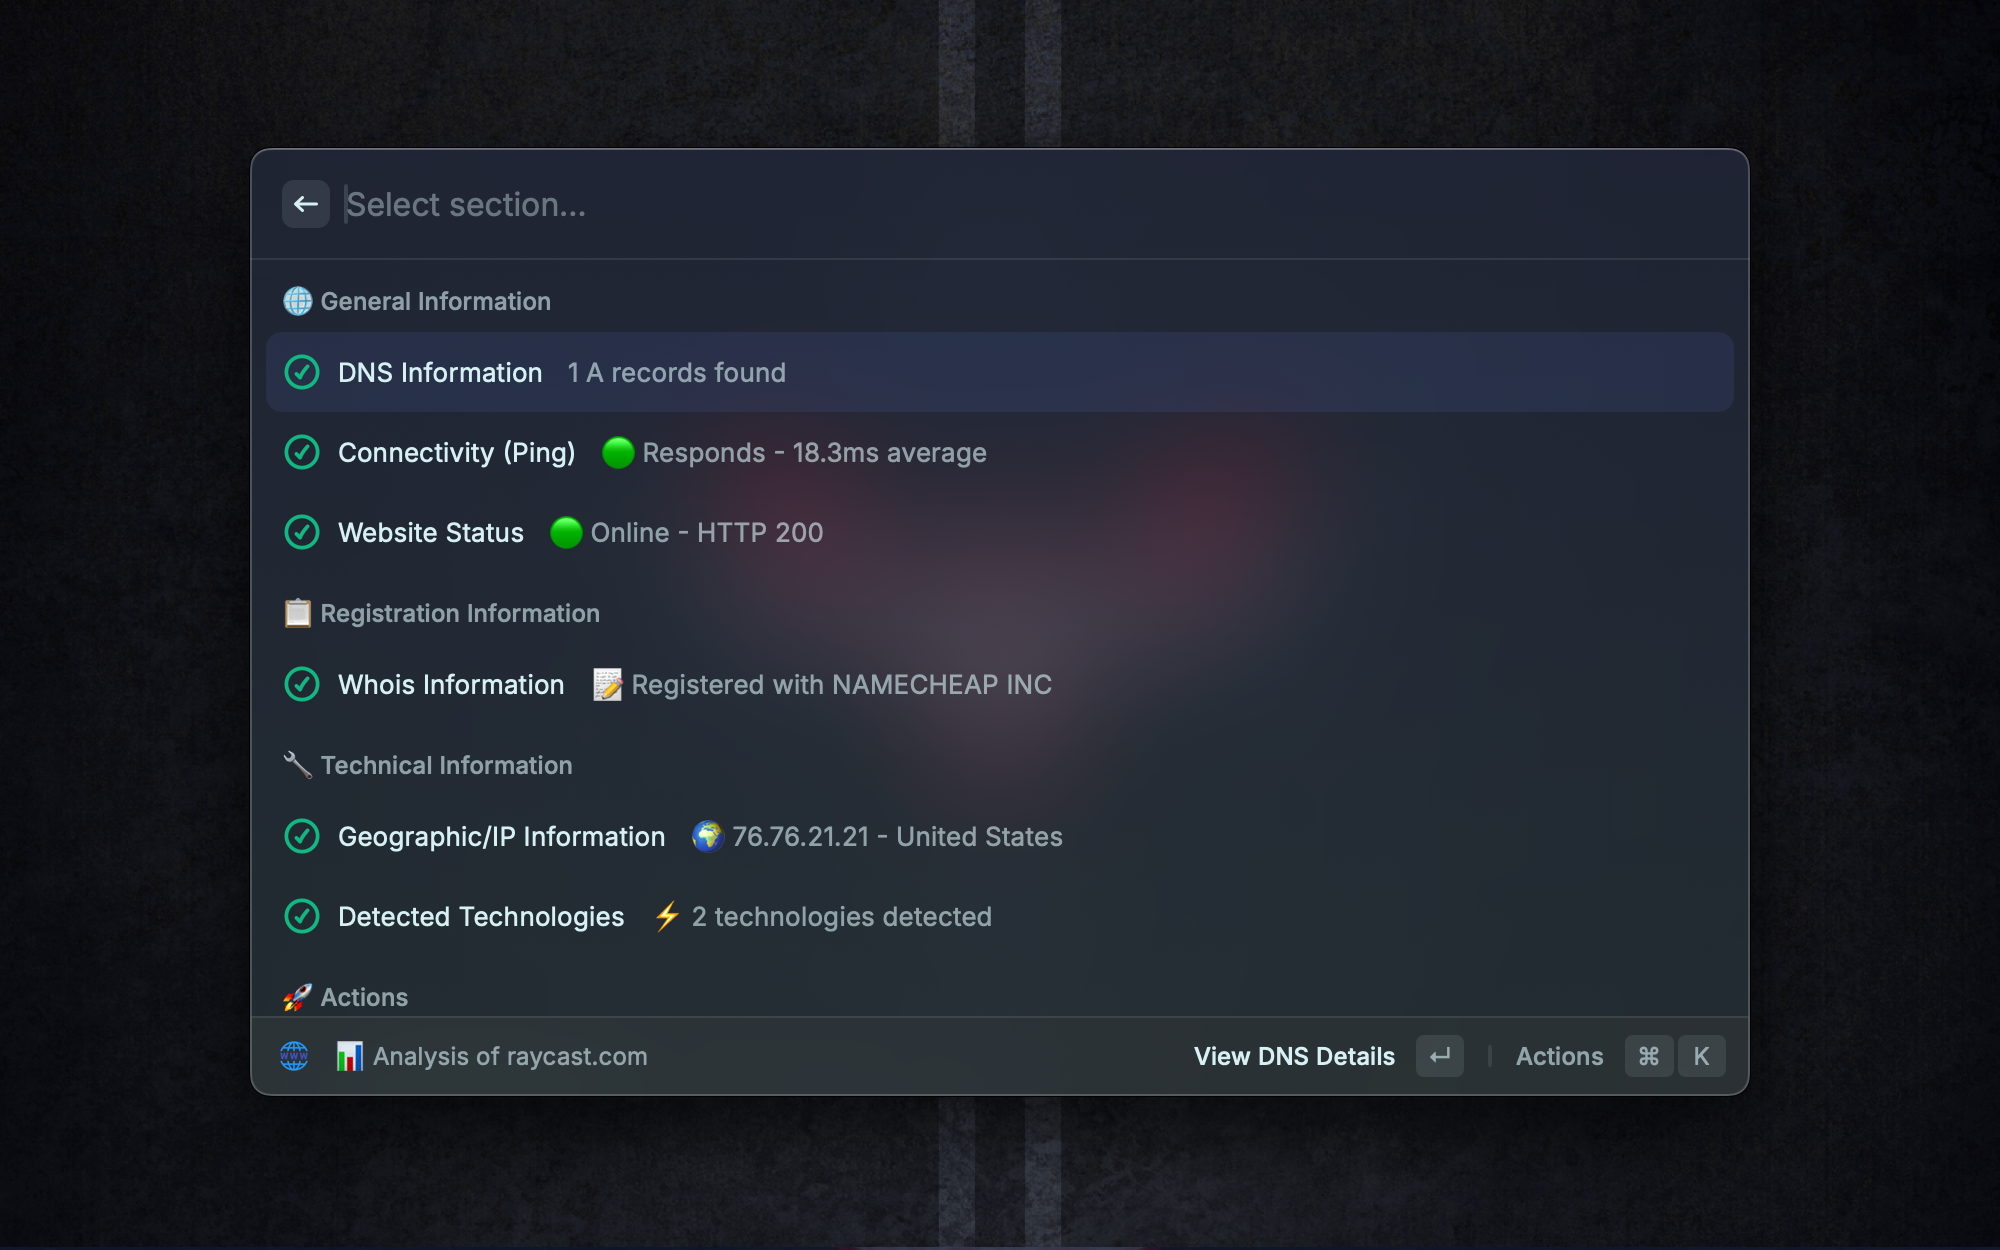 Select section...
🌐 General Information
DNS Information 1 A records found
Connectivity (Ping) 🟢 Responds - 18.3ms average
Website Status 🟢 Online - HTTP 200
📋 Registration Information
Whois Information 📝 Registered with NAMECHEAP INC
🔧 Technical Information
Geographic/IP Information 🌍 76.76.21.21 - United States
Detected Technologies ⚡ 2 technologies detected
🚀 Actions
📊 Analysis of raycast.com View DNS Details ↵ Actions ⌘ K